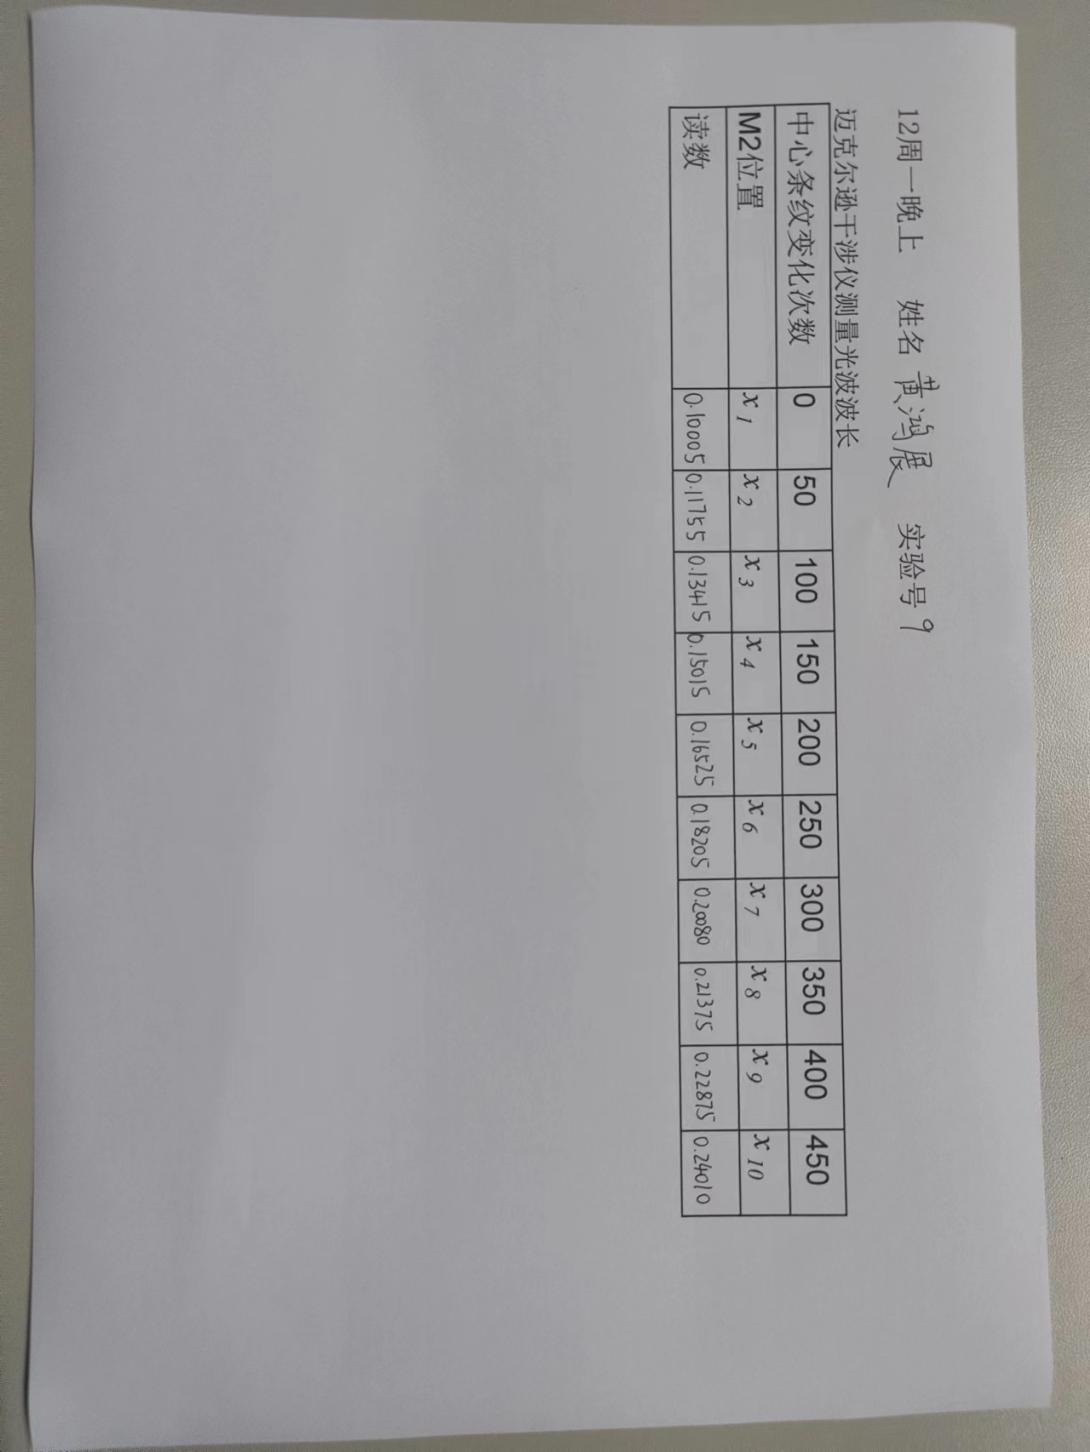 12周一晚上 姓名 黄鸿展 实验号 9
迈克尔逊干涉仪测量光波波长
中心条纹变化次数 0 50 100 150 200 250 300 350 400 450
M2位置 x1 x2 x3 x4 x5 x6 x7 x8 x9 x10
读数 0.10005 0.11755 0.13415 0.15015 0.16525 0.18205 0.20080 0.21375 0.22875 0.24010